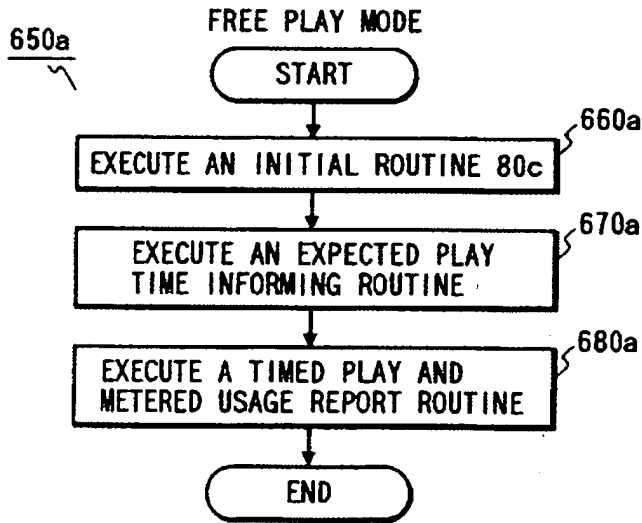 FREE PLAY MODE
650a
START
660a
EXECUTE AN INITIAL ROUTINE 80c
670a
EXECUTE AN EXPECTED PLAY
TIME INFORMING ROUTINE
680a
EXECUTE A TIMED PLAY AND
METERED USAGE REPORT ROUTINE
END